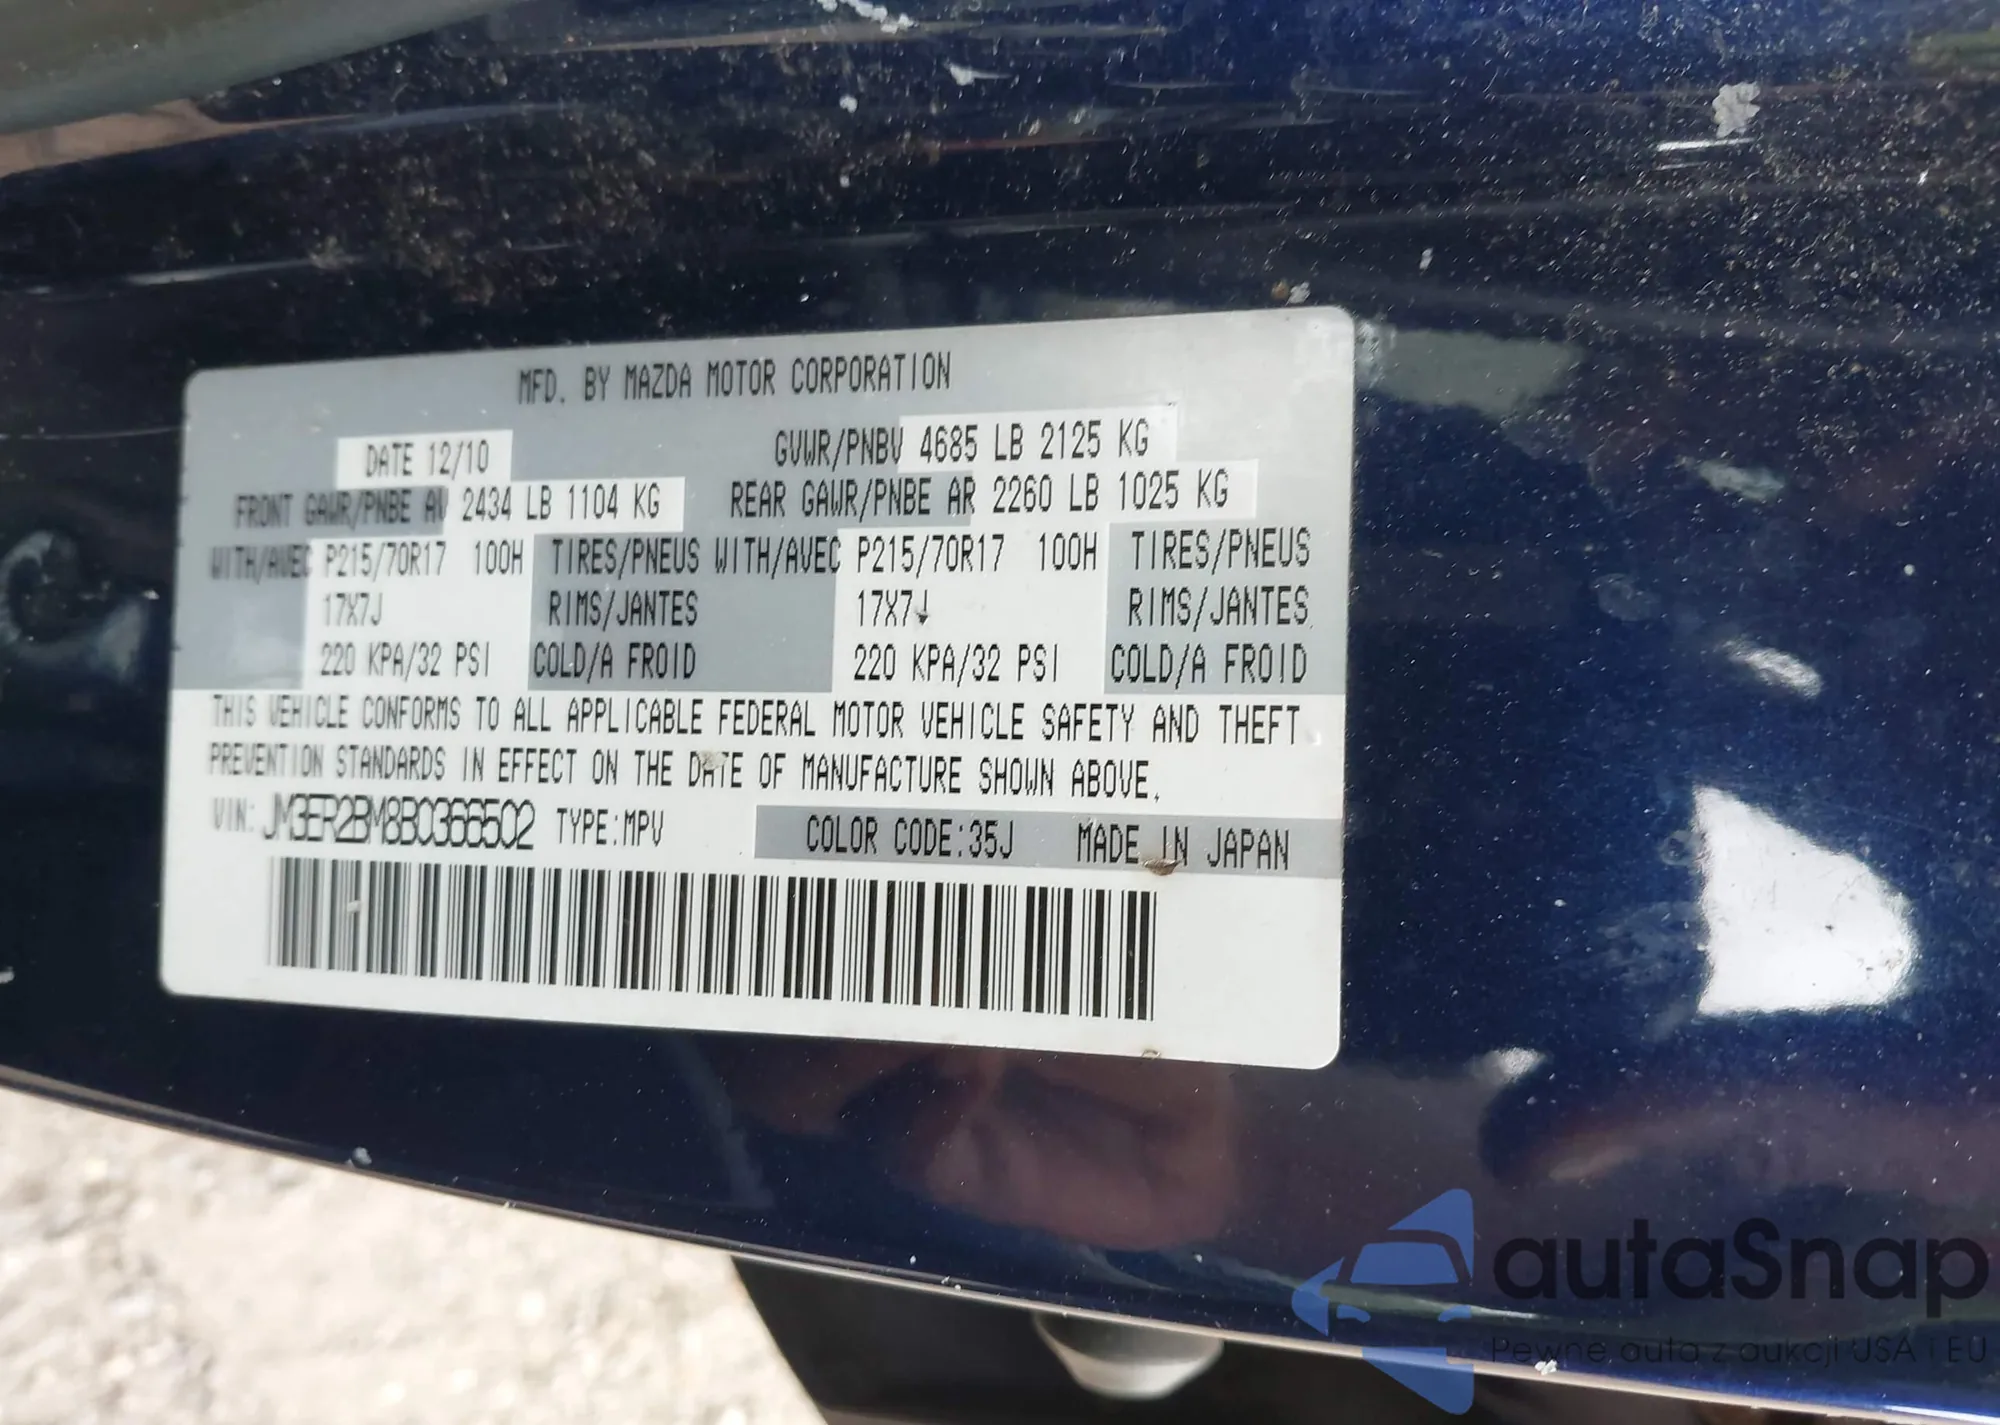 MFD. BY MAZDA MOTOR CORPORATION
DATE 12/10 GVWR/PNBV 4685 LB 2125 KG
FRONT GAWR/PNBE AV 2434 LB 1104 KG REAR GAWR/PNBE AR 2260 LB 1025 KG
WITH/AVEC P215/70R17 100H TIRES/PNEUS WITH/AVEC P215/70R17 100H TIRES/PNEUS
17X7J RIMS/JANTES 17X7J RIMS/JANTES
220 KPA/32 PSI COLD/A FROID 220 KPA/32 PSI COLD/A FROID
THIS VEHICLE CONFORMS TO ALL APPLICABLE FEDERAL MOTOR VEHICLE SAFETY AND THEFT
PREVENTION STANDARDS IN EFFECT ON THE DATE OF MANUFACTURE SHOWN ABOVE.
VIN: JM3ER2BM8B0366502 TYPE:MPV COLOR CODE:35J MADE IN JAPAN
autaSnap
Pewne auta z aukcji USA i EU